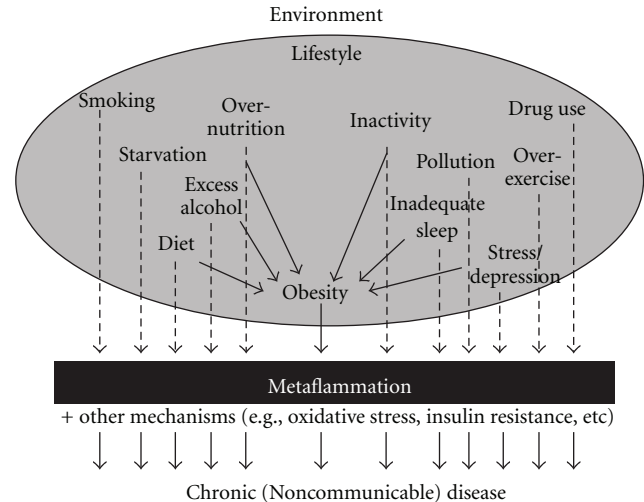 Environment
Lifestyle
Smoking
Over-
nutrition
Inactivity
Drug use
Starvation
Pollution
Over-
exercise
Excess
alcohol
Inadequate
sleep
Diet
Stress/
depression
Obesity
Metaflammation
+ other mechanisms (e.g., oxidative stress, insulin resistance, etc)
Chronic (Noncommunicable) disease